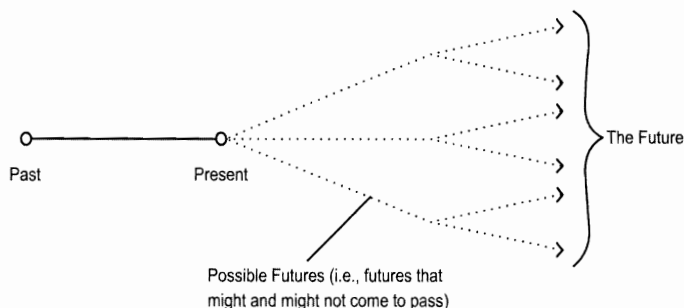 The Future
Past
Present
Possible Futures (i.e., futures that
might and might not come to pass)